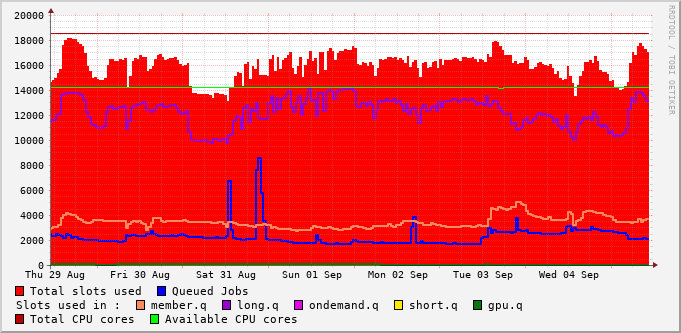 20000
18000
16000
14000
12000
10000
8000
6000
4000
2000
0
Thu 29 Aug Fri 30 Aug Sat 31 Aug Sun 01 Sep Mon 02 Sep Tue 03 Sep Wed 04 Sep
Total slots used Queued Jobs
Slots used in : member.q long.q ondemand.q short.q gpu.q
Total CPU cores Available CPU cores
RRDTOOL / TOBI OETIKER